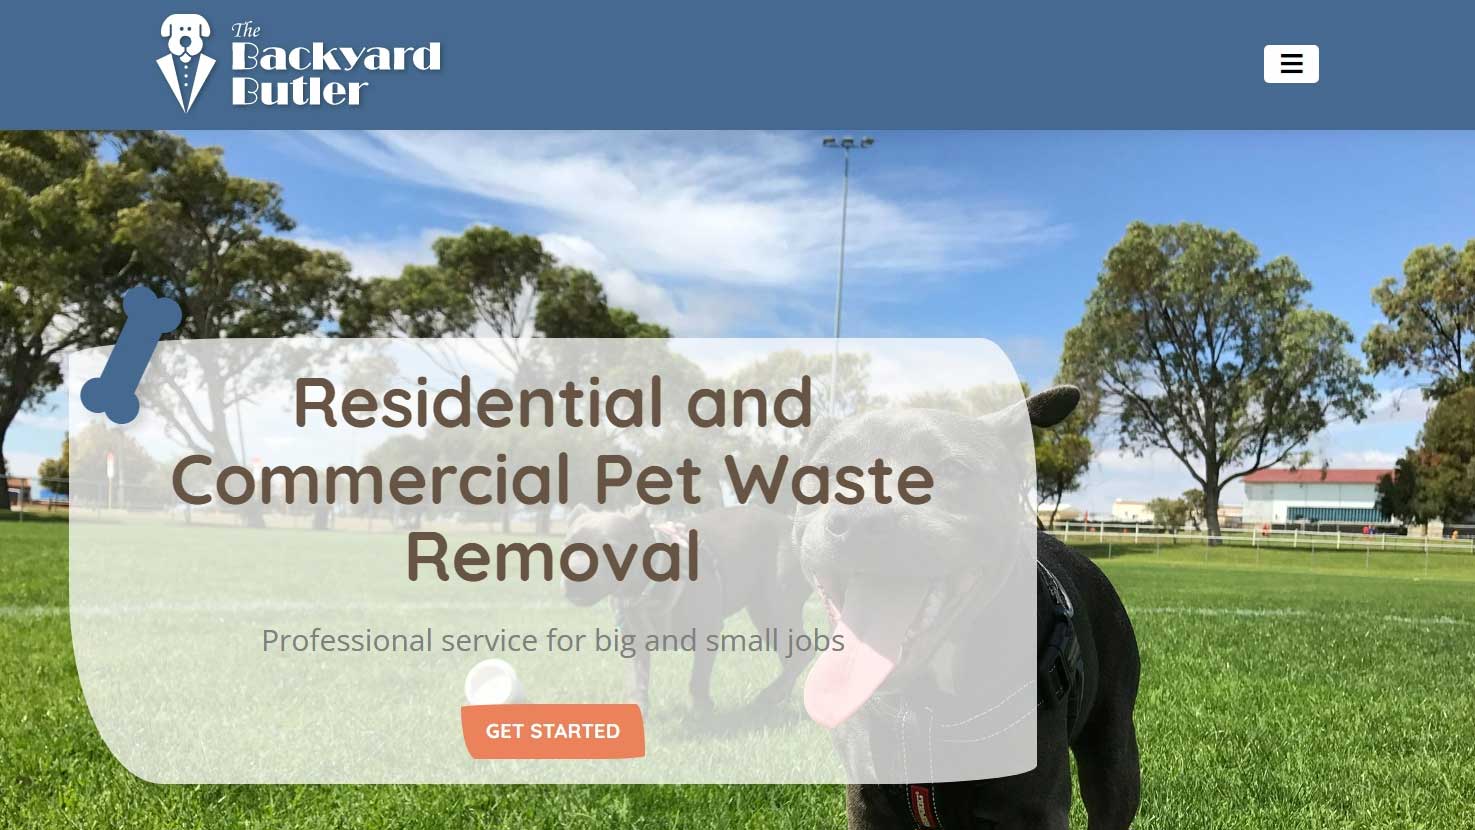 The
Backyard
Butler
Residential and
Commercial Pet Waste
Removal
Professional service for big and small jobs
GET STARTED